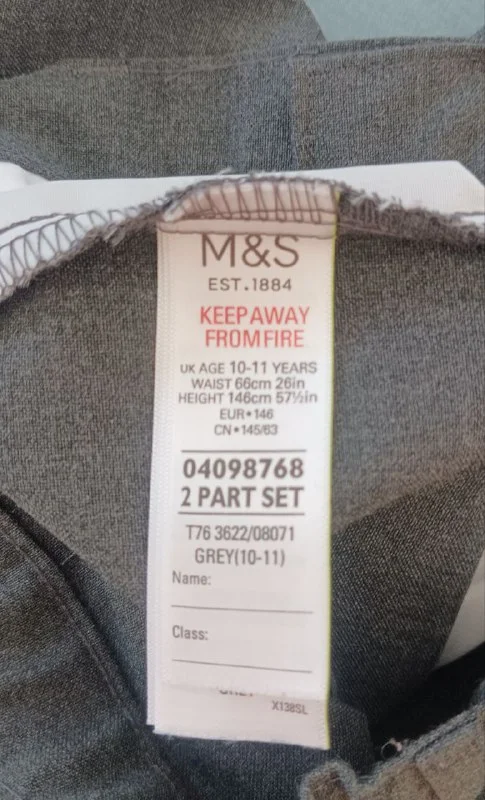 M&S
EST.1884
KEEP AWAY
FROM FIRE
UK AGE 10-11 YEARS
WAIST 66cm 26in
HEIGHT 146cm 57½in
EUR•146
CN•145/63
04098768
2 PART SET
T76 3622/08071
GREY(10-11)
Name:
Class:
X138SL